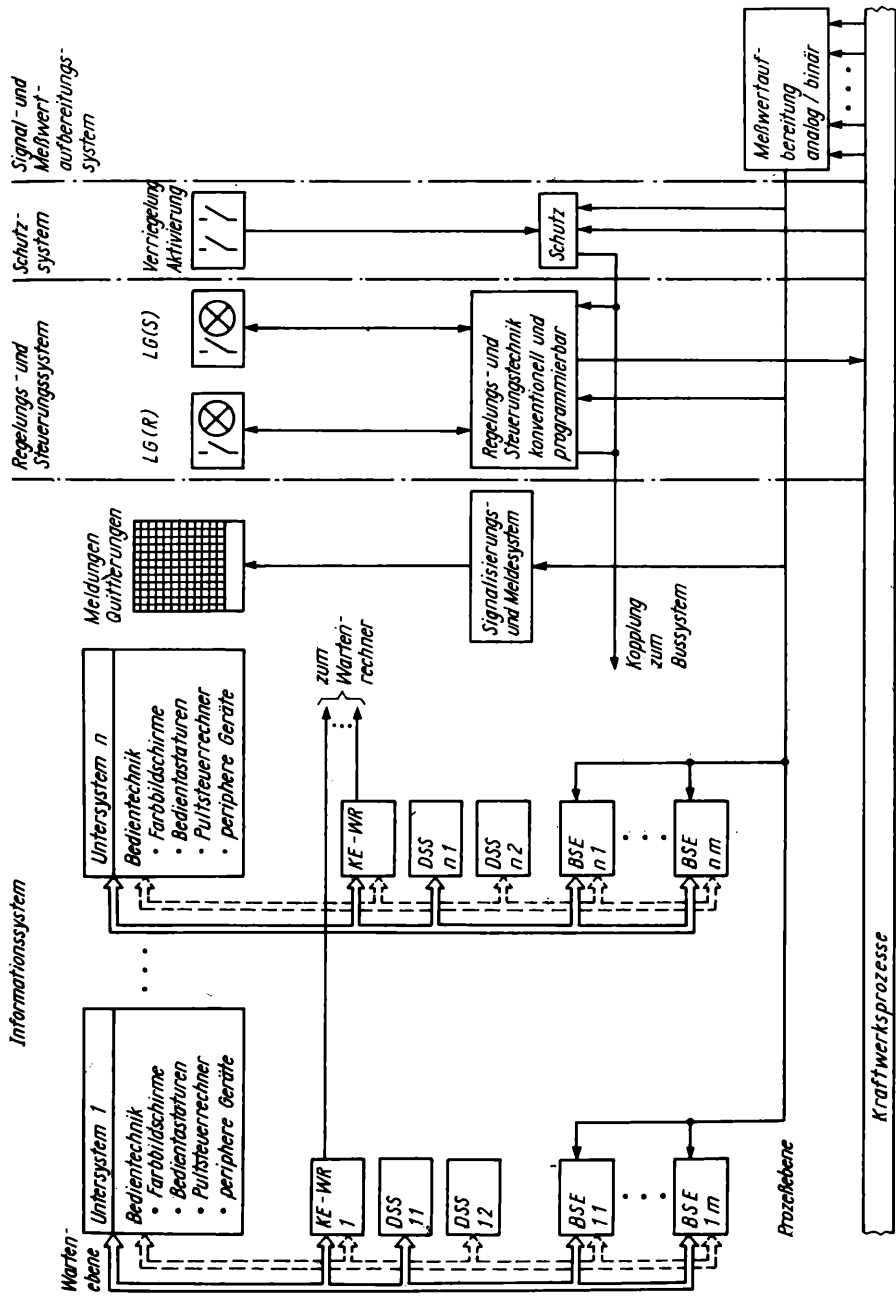 Informationssystem
Regelungs- und
Steuerungssystem
Schutz-
system
Signal- und
Meßwert-
aufbereitungs-
system
Warten-
ebene
Untersystem 1
Bedientechnik
• Farbbildschirme
• Bedientastaturen
• Pultsteuerrechner
• periphere Geräte
. . .
Untersystem n
Bedientechnik
• Farbbildschirme
• Bedientastaturen
• Pultsteuerrechner
• periphere Geräte
Meldungen
Quittierungen
LG(R)
LG(S)
Verriegelung
Aktivierung
KE-WR
1
DSS
11
DSS
12
BSE
11
. . .
BSE
1m
KE-WR
n
DSS
n1
DSS
n2
BSE
n1
. . .
BSE
nm
zum
Warten-
rechner
Signalisierungs-
und Meldesystem
Regelungs- und
Steuerungstechnik
konventionell und
programmierbar
Schutz
Kopplung
zum
Bussystem
Meßwertauf-
bereitung
analog / binär
Prozeßebene
Kraftwerksprozesse